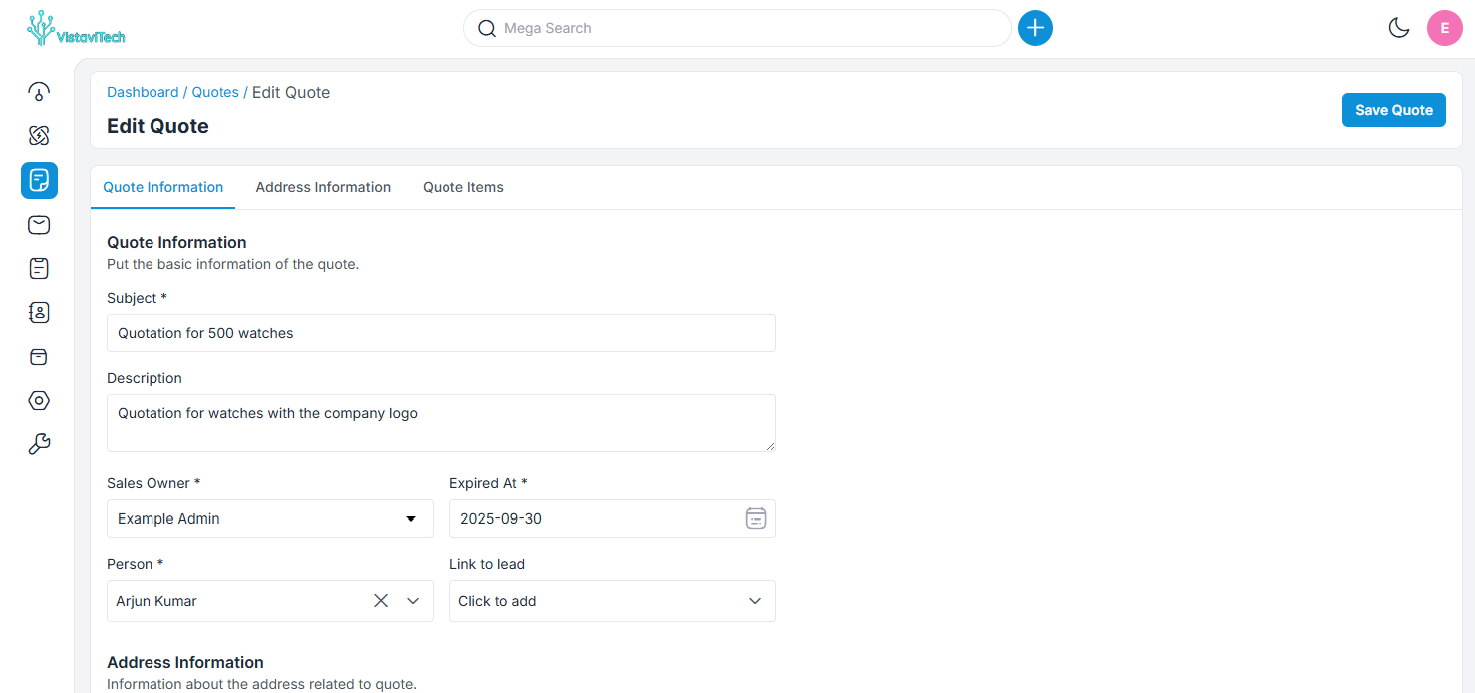 VistaviTech
Mega Search
E
Dashboard / Quotes / Edit Quote
Edit Quote
Save Quote
Quote Information
Address Information
Quote Items
Quote Information
Put the basic information of the quote.
Subject *
Quotation for 500 watches
Description
Quotation for watches with the company logo
Sales Owner *
Expired At *
Example Admin
2025-09-30
Person *
Link to lead
Arjun Kumar
Click to add
Address Information
Information about the address related to quote.